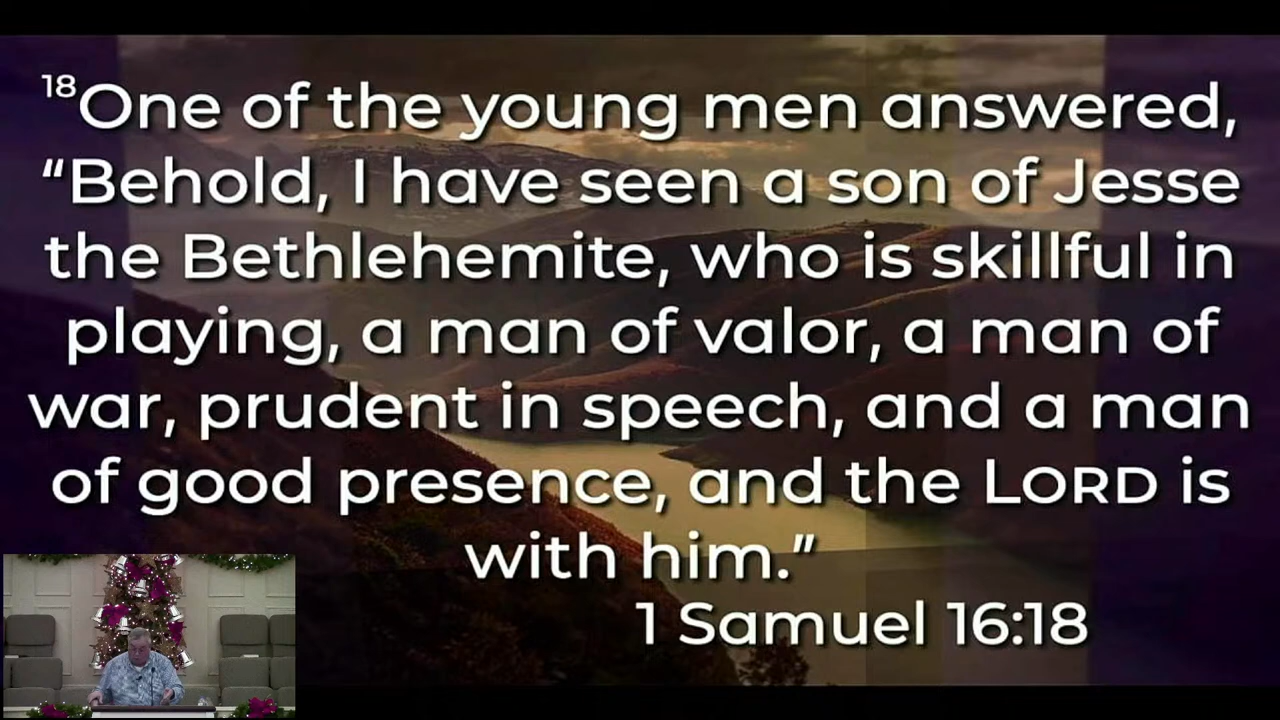 18One of the young men answered,
“Behold, I have seen a son of Jesse
the Bethlehemite, who is skillful in
playing, a man of valor, a man of
war, prudent in speech, and a man
of good presence, and the LORD is
with him.”
1 Samuel 16:18